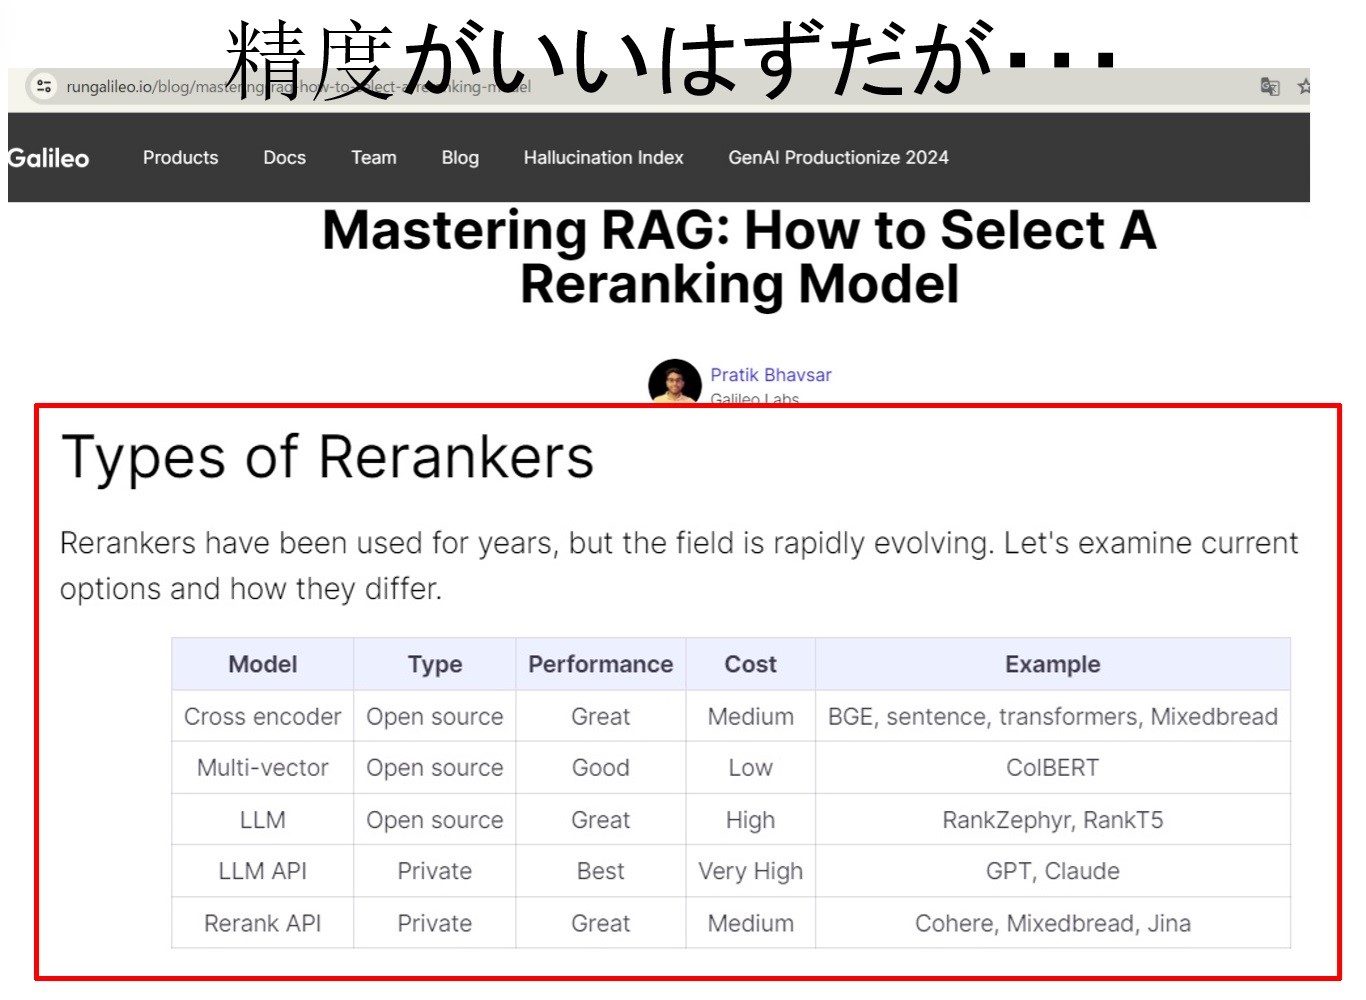 精度がいいはずだが・・・
rungalileo.io/blog/mastering-rag-how-to-select-a-reranking-model
Galileo Products Docs Team Blog Hallucination Index GenAI Productionize 2024
Mastering RAG: How to Select A
Reranking Model
Pratik Bhavsar
Galileo Labs
Types of Rerankers
Rerankers have been used for years, but the field is rapidly evolving. Let's examine current
options and how they differ.
Model Type Performance Cost Example
Cross encoder Open source Great Medium BGE, sentence, transformers, Mixedbread
Multi-vector Open source Good Low ColBERT
LLM Open source Great High RankZephyr, RankT5
LLM API Private Best Very High GPT, Claude
Rerank API Private Great Medium Cohere, Mixedbread, Jina